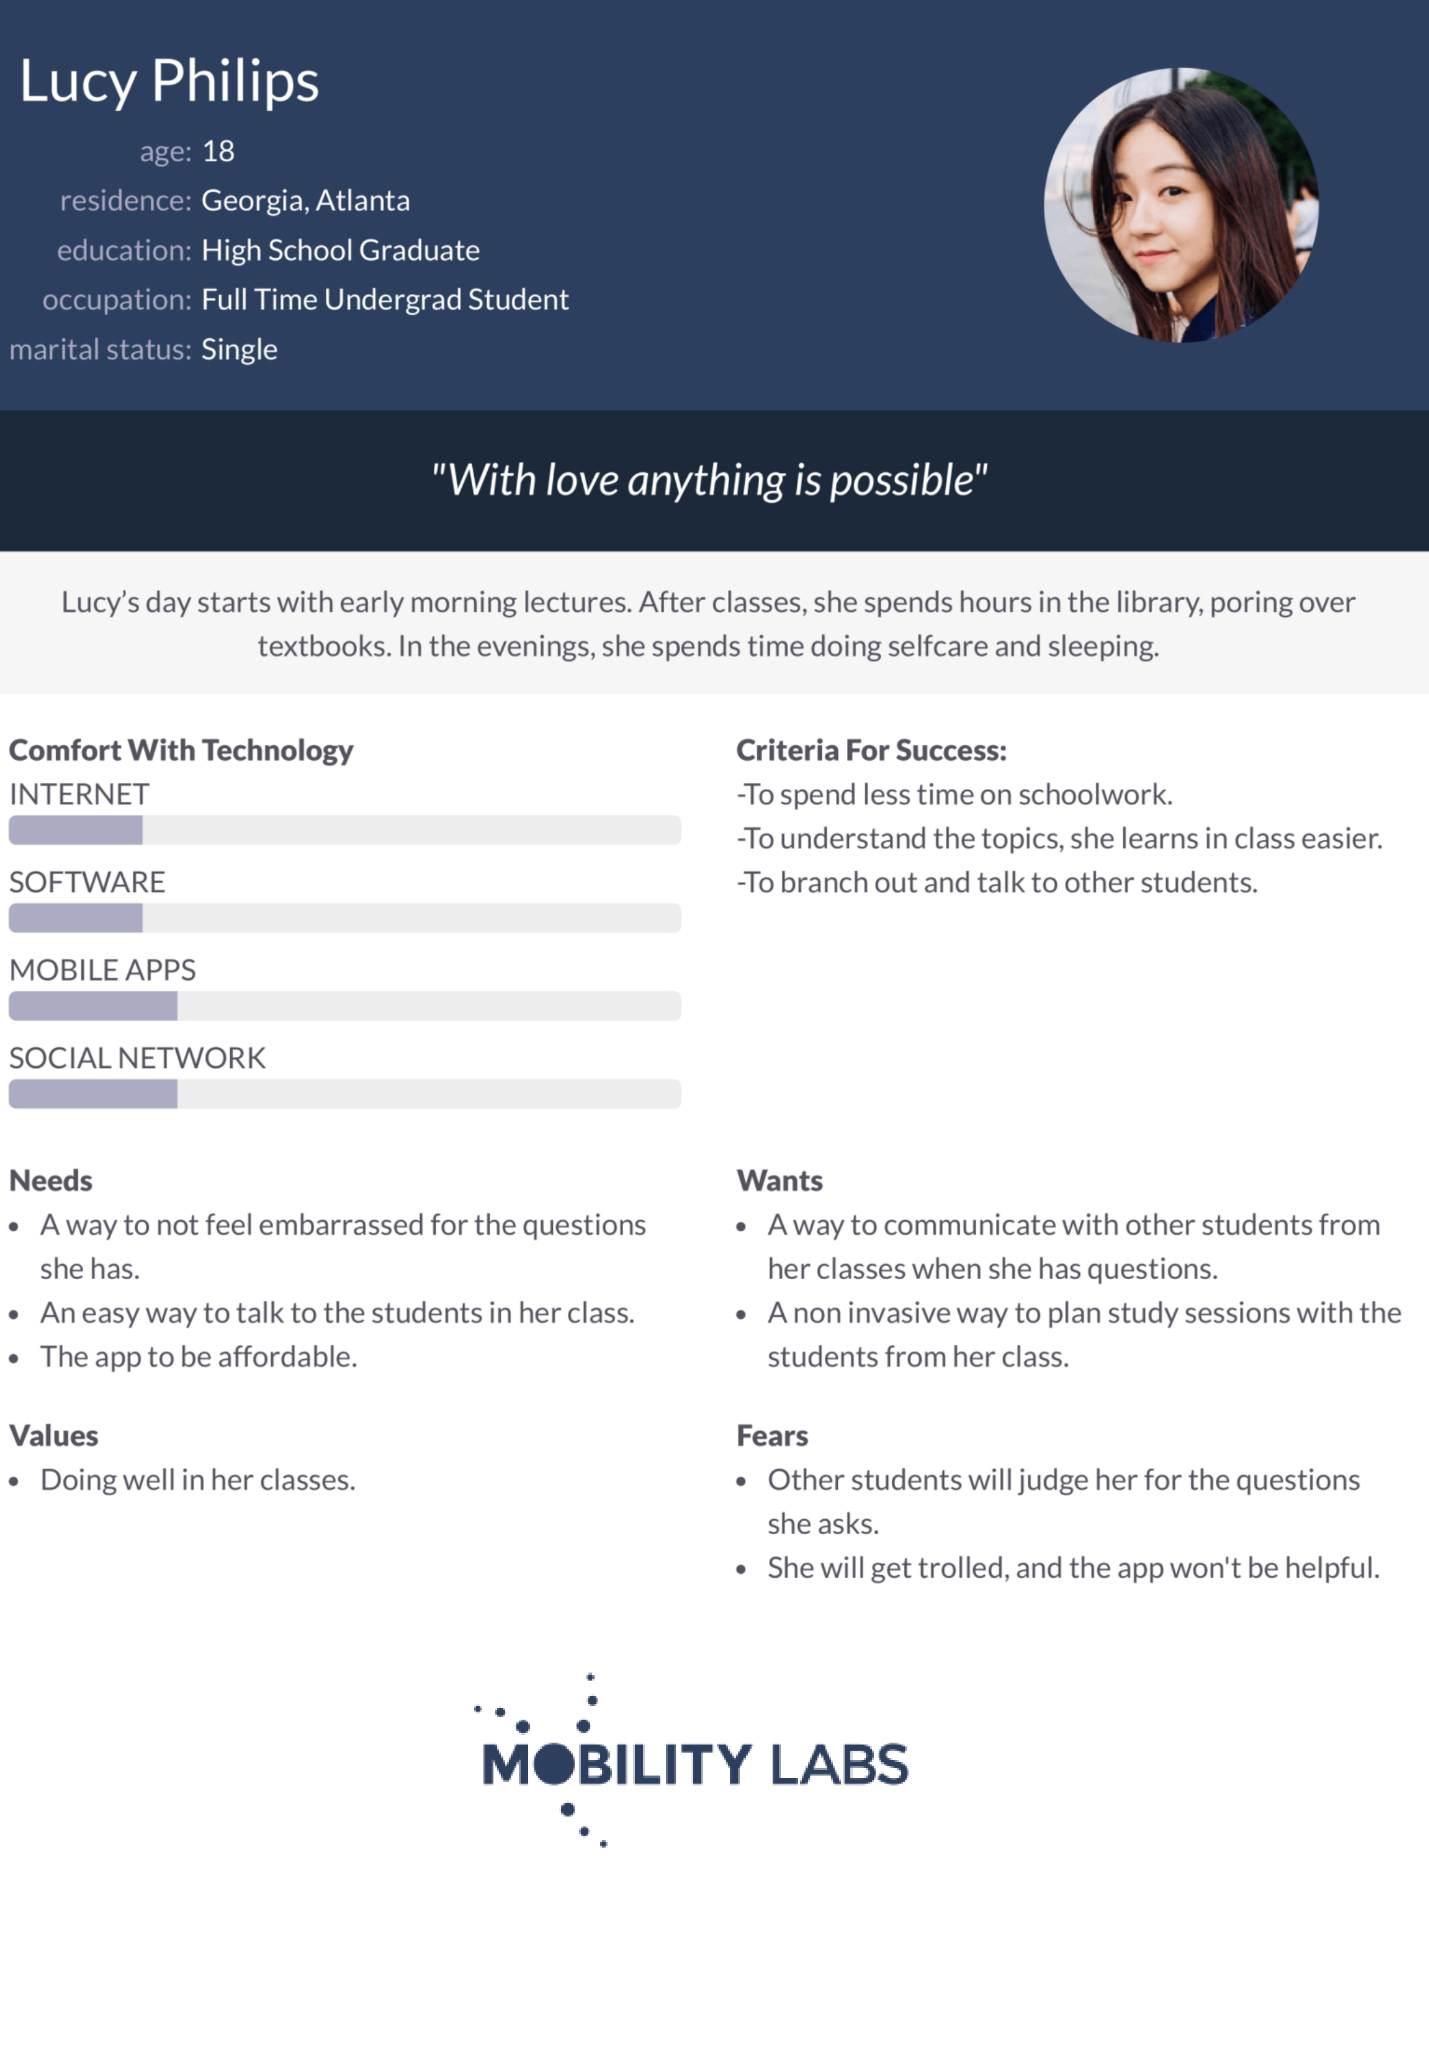 Lucy Philips
age: 18
residence: Georgia, Atlanta
education: High School Graduate
occupation: Full Time Undergrad Student
marital status: Single
"With love anything is possible"
Lucy’s day starts with early morning lectures. After classes, she spends hours in the library, poring over
textbooks. In the evenings, she spends time doing selfcare and sleeping.
Comfort With Technology
INTERNET
SOFTWARE
MOBILE APPS
SOCIAL NETWORK
Criteria For Success:
-To spend less time on schoolwork.
-To understand the topics, she learns in class easier.
-To branch out and talk to other students.
Needs
• A way to not feel embarrassed for the questions
she has.
• An easy way to talk to the students in her class.
• The app to be affordable.
Wants
• A way to communicate with other students from
her classes when she has questions.
• A non invasive way to plan study sessions with the
students from her class.
Values
• Doing well in her classes.
Fears
• Other students will judge her for the questions
she asks.
• She will get trolled, and the app won't be helpful.
MOBILITY LABS